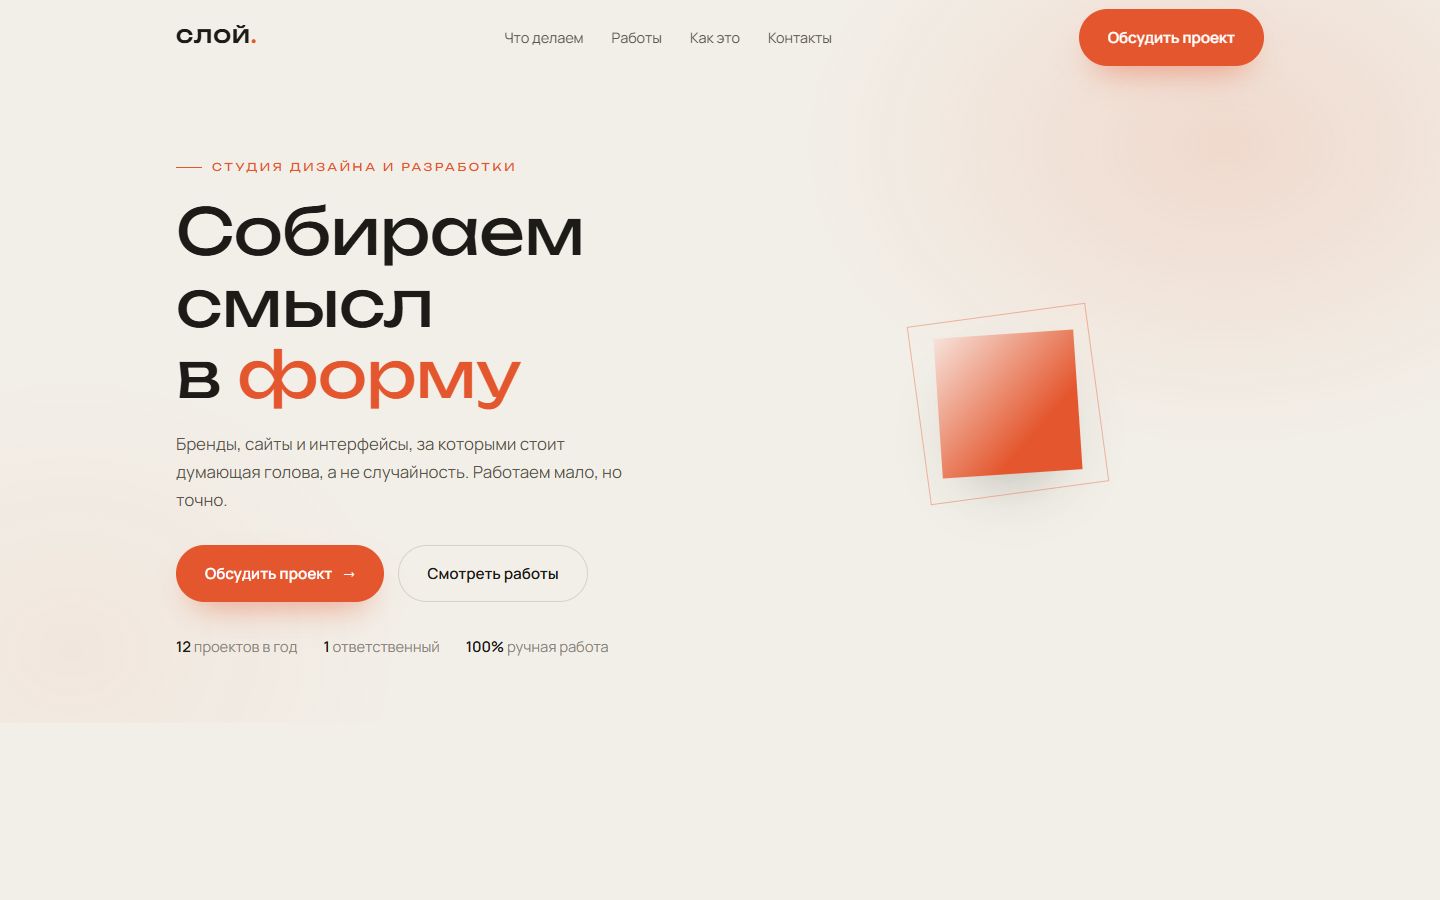 СЛОЙ.
Что делаем
Работы
Как это
Контакты
Обсудить проект
СТУДИЯ ДИЗАЙНА И РАЗРАБОТКИ
Собираем
смысл
в форму
Бренды, сайты и интерфейсы, за которыми стоит
думающая голова, а не случайность. Работаем мало, но
точно.
Обсудить проект →
Смотреть работы
12 проектов в год
1 ответственный
100% ручная работа